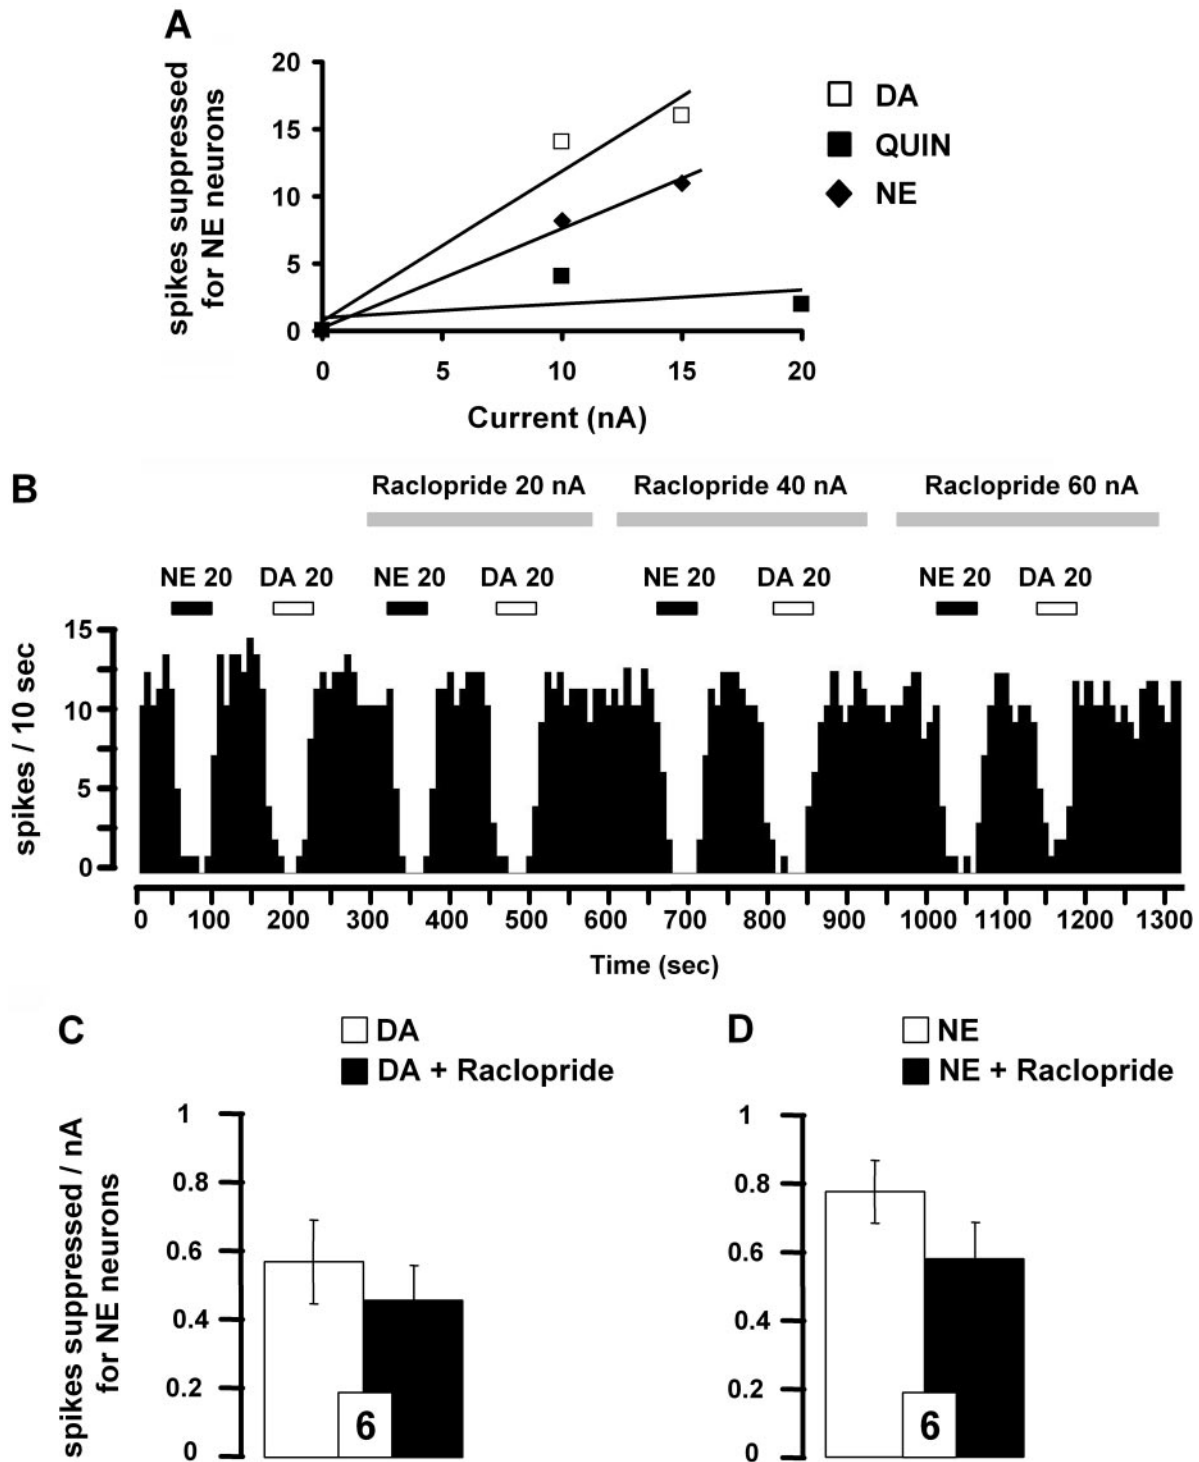 A
spikes suppressed
for NE neurons
20
15
10
5
0
0 5 10 15 20
Current (nA)
DA
QUIN
NE
B
Raclopride 20 nA Raclopride 40 nA Raclopride 60 nA
NE 20 DA 20 NE 20 DA 20 NE 20 DA 20 NE 20 DA 20
spikes / 10 sec
15
10
5
0
0 100 200 300 400 500 600 700 800 900 1000 1100 1200 1300
Time (sec)
C
DA
DA + Raclopride
spikes suppressed / nA
for NE neurons
1
0.8
0.6
0.4
0.2
0
6
D
NE
NE + Raclopride
1
0.8
0.6
0.4
0.2
0
6